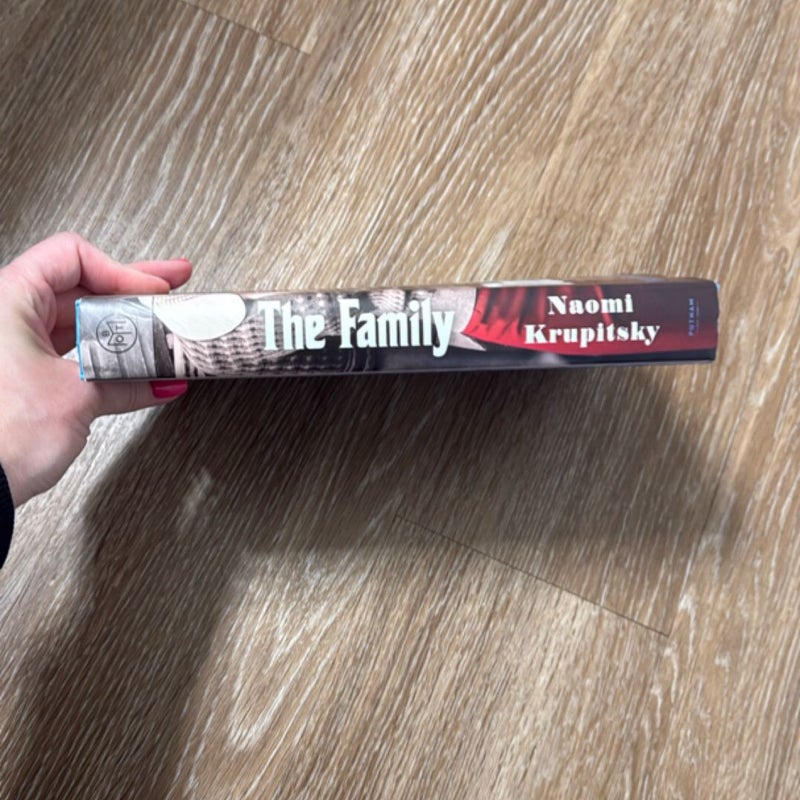 The Family
Naomi
Krupitsky
PUTNAM